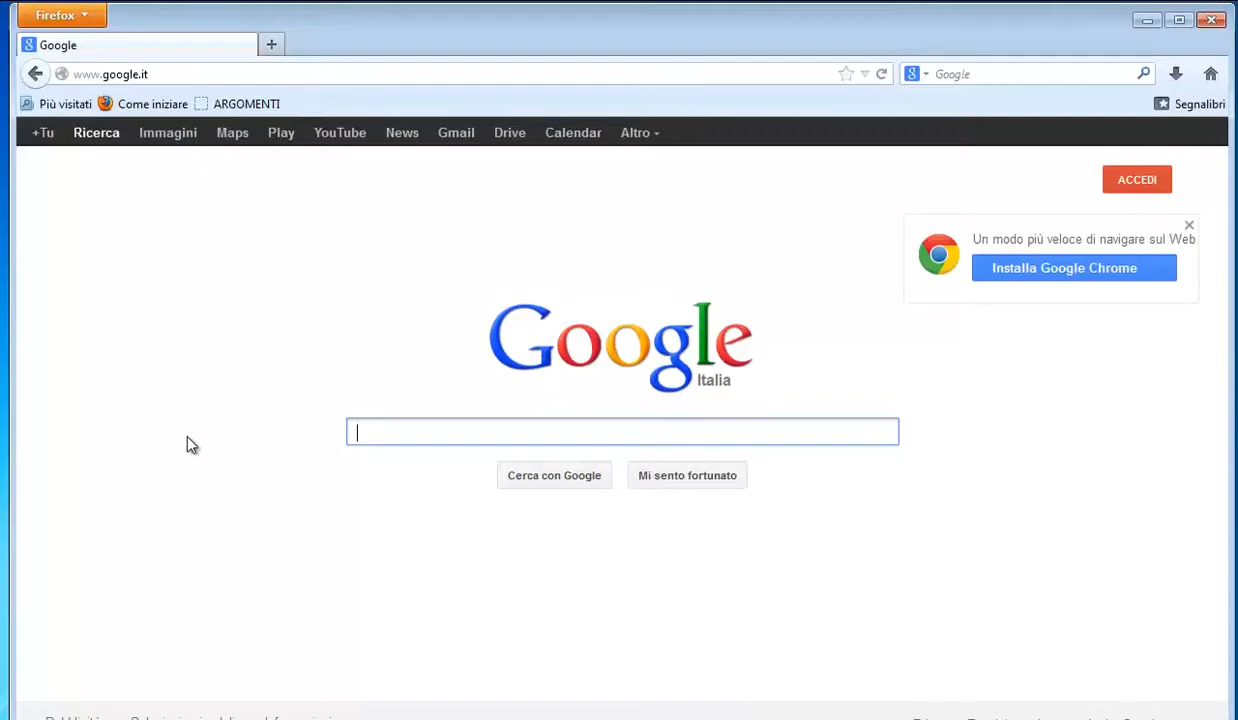 Firefox
Google
www.google.it
Google
Più visitati Come iniziare ARGOMENTI Segnalibri
+Tu Ricerca Immagini Maps Play YouTube News Gmail Drive Calendar Altro
ACCEDI
Un modo più veloce di navigare sul Web
Installa Google Chrome
Google
Italia
Cerca con Google Mi sento fortunato